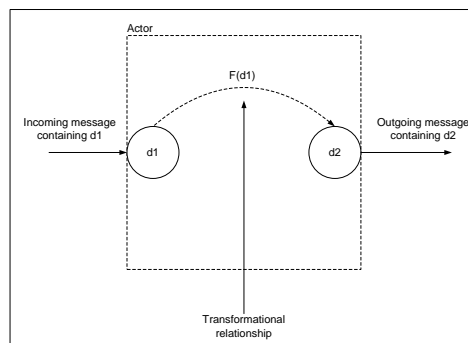 Actor
F(d1)
Incoming message
containing d1
Outgoing message
containing d2
d1
d2
Transformational
relationship